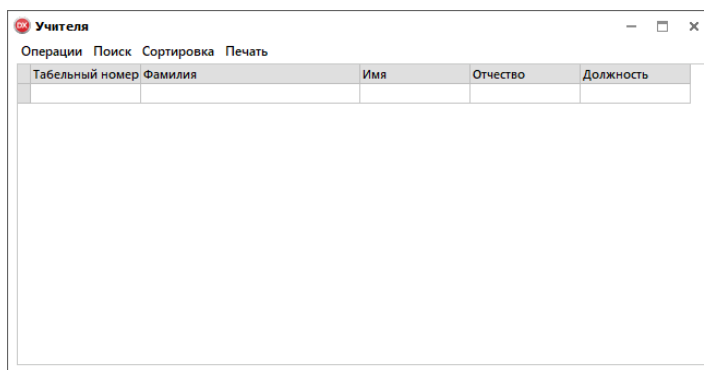 DX Учителя
Операции Поиск Сортировка Печать
Табельный номер Фамилия Имя Отчество Должность